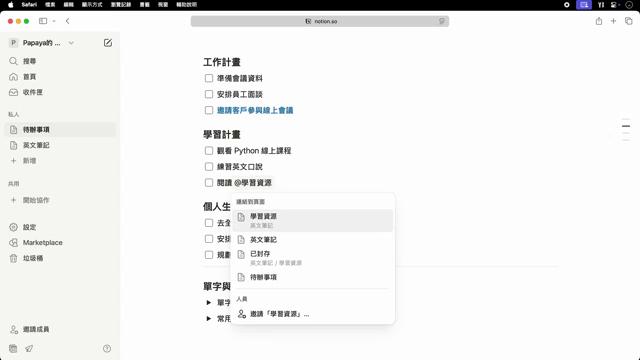 Safari 檔案 編輯 顯示方式 瀏覽記錄 書籤 視窗 輔助說明
notion.so
P Papaya的 ...
搜尋
首頁
收件匣
私人
待辦事項
英文筆記
新增
共用
開始協作
設定
Marketplace
垃圾桶
邀請成員
工作計畫
準備會議資料
安排員工面談
邀請客戶參與線上會議
學習計畫
觀看 Python 線上課程
練習英文口說
閱讀 @學習資源
個人生
去全
安排
規劃
單字與
單字
常用
連結到頁面
學習資源
英文筆記
英文筆記
已封存
英文筆記 / 學習資源
待辦事項
人員
邀請「學習資源」...